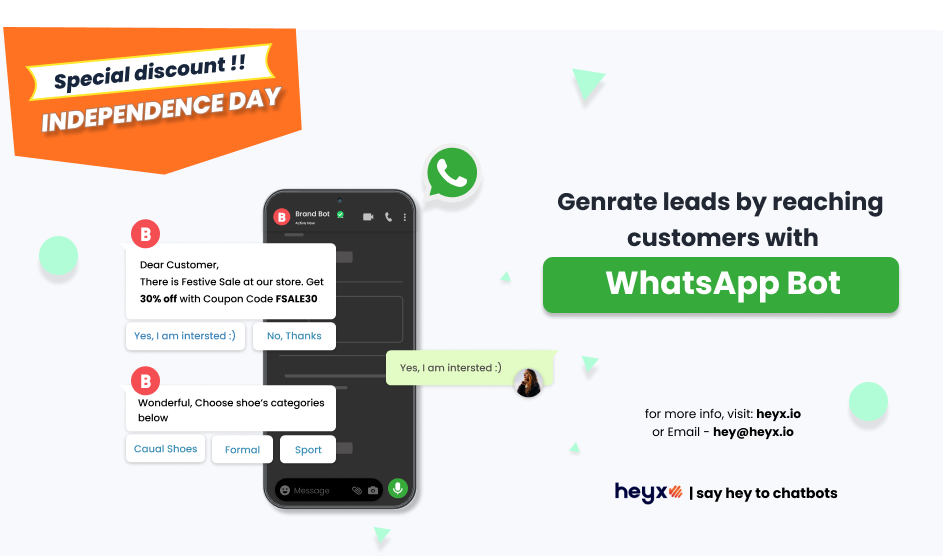 Special discount !!
INDEPENDENCE DAY
B Brand Bot
Active Now
B
Dear Customer,
There is Festive Sale at our store. Get
30% off with Coupon Code FSALE30
Yes, I am intersted :)
No, Thanks
Yes, I am intersted :)
B
Wonderful, Choose shoe's categories
below
Caual Shoes
Formal
Sport
Message
Genrate leads by reaching
customers with
WhatsApp Bot
for more info, visit: heyx.io
or Email - hey@heyx.io
heyx | say hey to chatbots